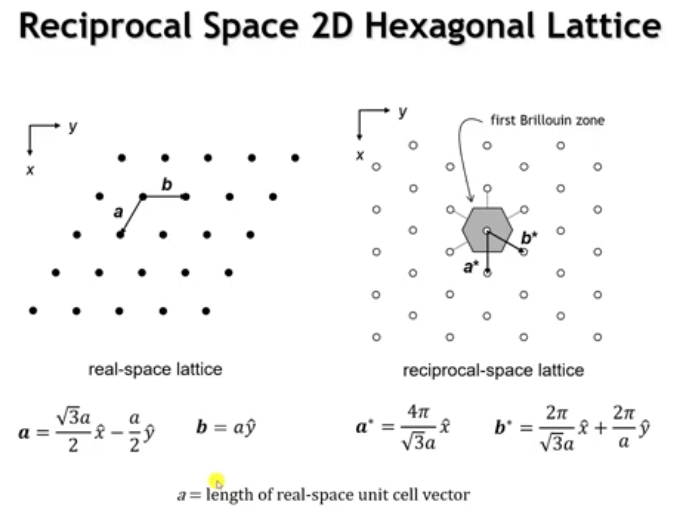 Reciprocal Space 2D Hexagonal Lattice
y
x
b
a
real-space lattice
y
x
first Brillouin zone
b*
a*
reciprocal-space lattice
a = √3a/2 x̂ − a/2 ŷ
b = aŷ
a* = 4π/√3a x̂
b* = 2π/√3a x̂ + 2π/a ŷ
a = length of real-space unit cell vector